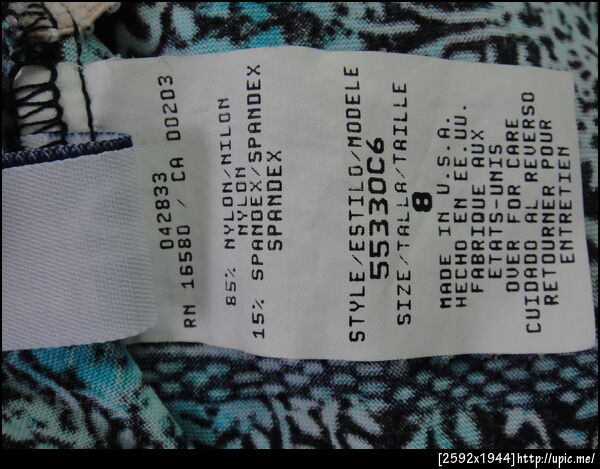 042833
RN 16580 / CA 00203
85% NYLON/NILON
NYLON
15% SPANDEX/SPANDEX
SPANDEX
STYLE/ESTILO/MODELE
55330C6
SIZE/TALLA/TAILLE
8
MADE IN U.S.A.
HECHO EN EE.UU.
FABRIQUE AUX
ETATS-UNIS
OVER FOR CARE
CUIDADO AL REVERSO
RETOURNER POUR
ENTRETIEN
[2592x1944]http://upic.me/